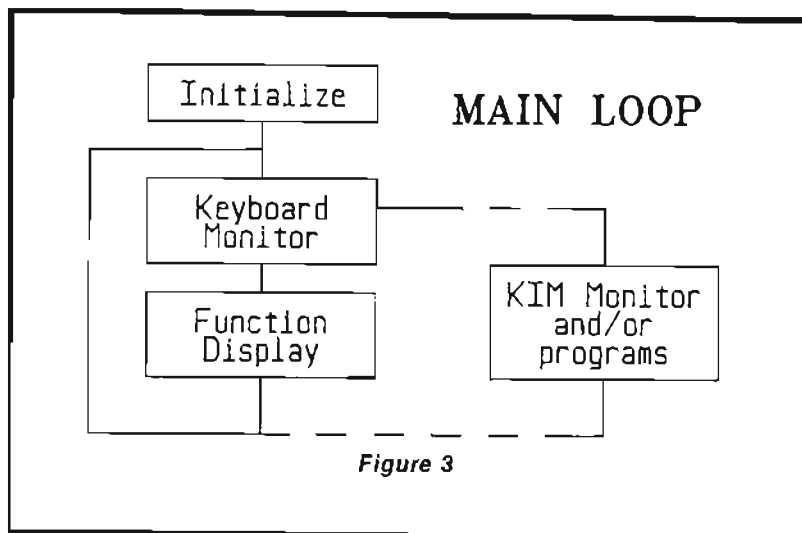 Initialize
MAIN LOOP
Keyboard
Monitor
Function
Display
KIM Monitor
and/or
programs
Figure 3